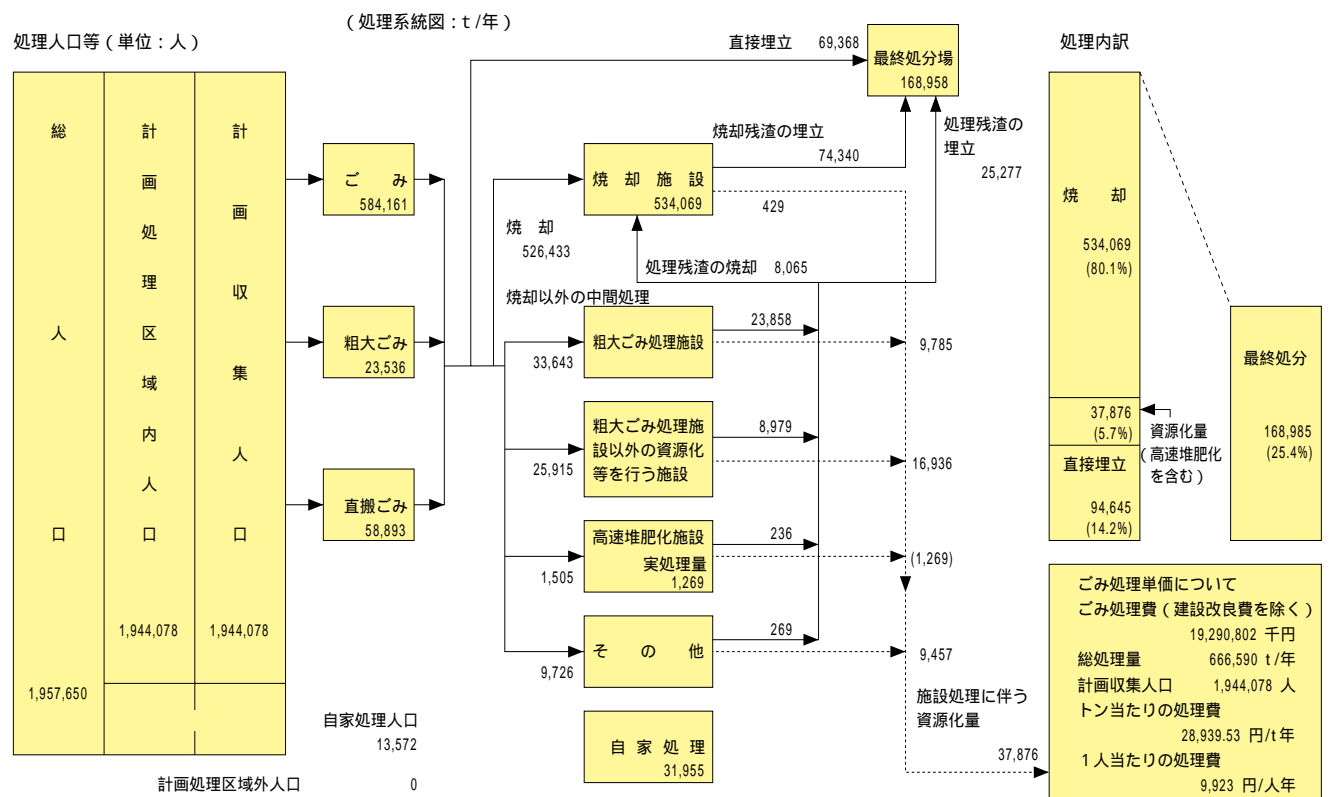 (処理系統図：t/年)
処理人口等(単位：人)
総人口
1,957,650
計画処理区域内人口
1,944,078
計画収集人口
1,944,078
自家処理人口
13,572
計画処理区域外人口 0
ごみ
584,161
粗大ごみ
23,536
直搬ごみ
58,893
直接埋立 69,368
最終処分場
168,958
焼却残渣の埋立
74,340
処理残渣の
埋立
25,277
焼却施設
534,069
429
焼却
526,433
処理残渣の焼却 8,065
焼却以外の中間処理
33,643
粗大ごみ処理施設
23,858
9,785
25,915
粗大ごみ処理施
設以外の資源化
等を行う施設
8,979
16,936
1,505
高速堆肥化施設
実処理量
1,269
236
(1,269)
9,726
その他
269
9,457
自家処理
31,955
施設処理に伴う
資源化量
37,876
処理内訳
焼却
534,069
(80.1%)
37,876
(5.7%)
資源化量
(高速堆肥化
を含む)
直接埋立
94,645
(14.2%)
最終処分
168,985
(25.4%)
ごみ処理単価について
ごみ処理費(建設改良費を除く)
19,290,802 千円
総処理量 666,590 t/年
計画収集人口 1,944,078 人
トン当たりの処理費
28,939.53 円/t年
１人当たりの処理費
9,923 円/人年